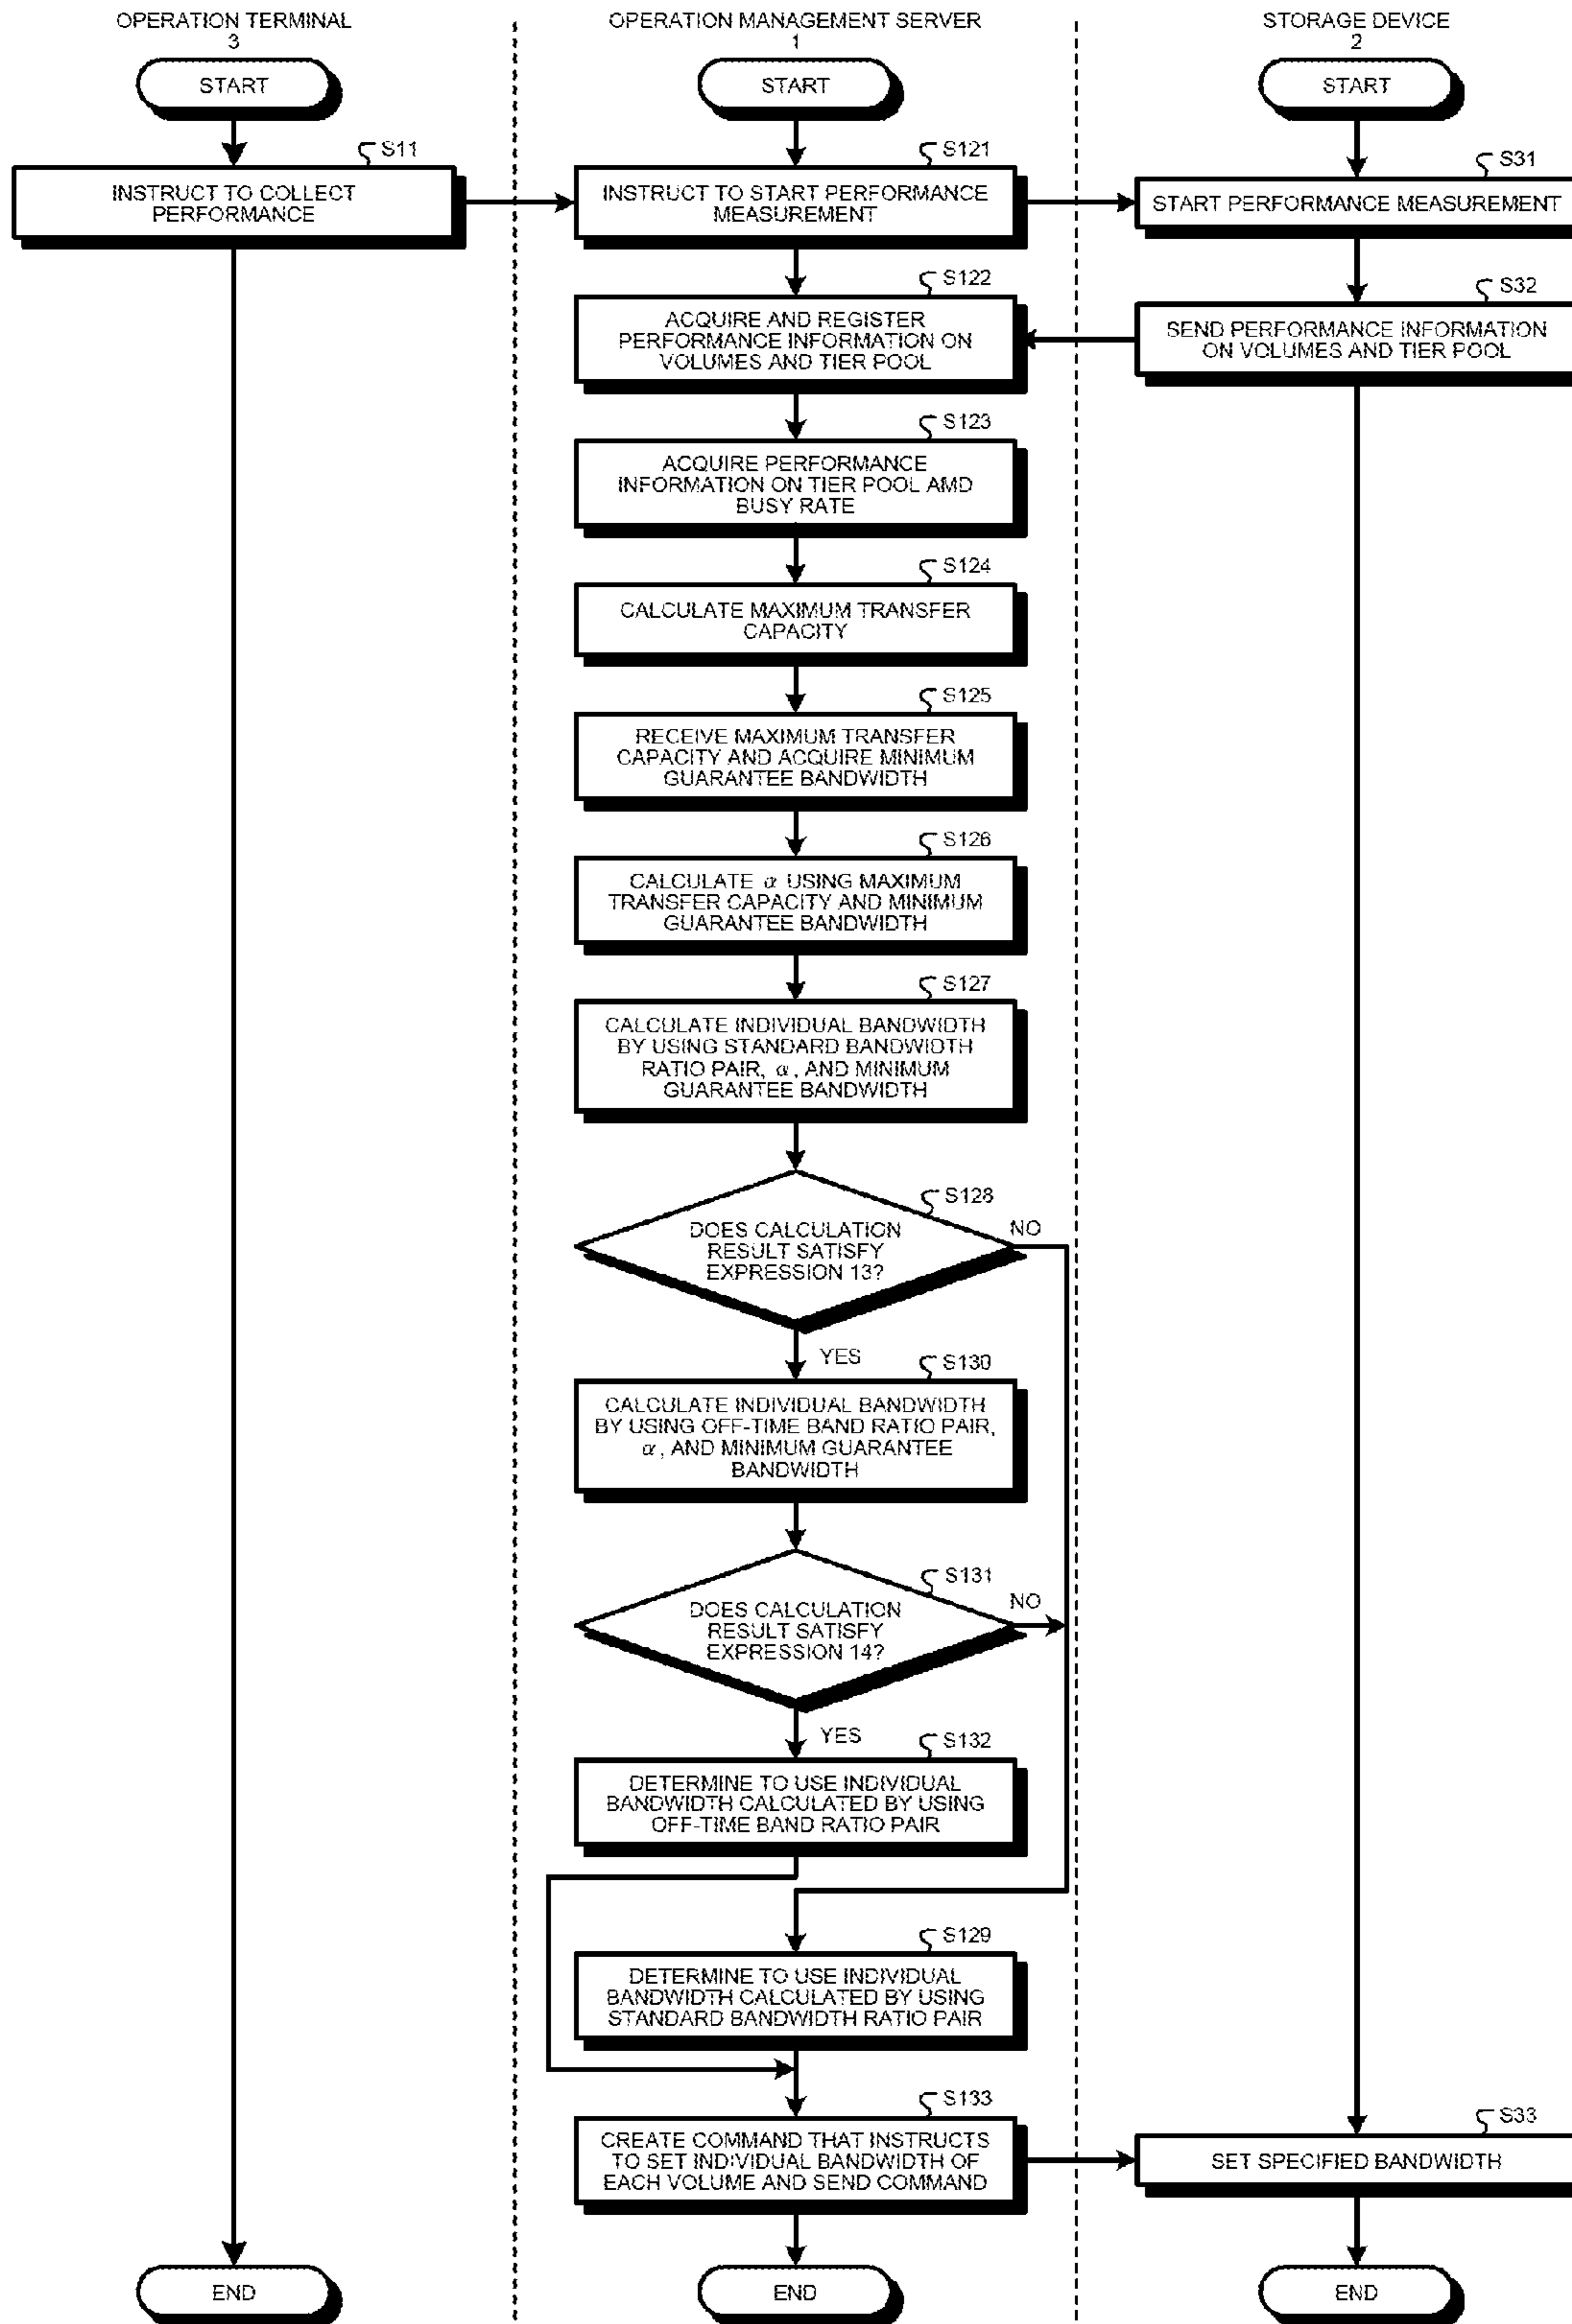 OPERATION TERMINAL
3
START
S11
INSTRUCT TO COLLECT
PERFORMANCE
END
OPERATION MANAGEMENT SERVER
1
START
S121
INSTRUCT TO START PERFORMANCE
MEASUREMENT
S122
ACQUIRE AND REGISTER
PERFORMANCE INFORMATION ON
VOLUMES AND TIER POOL
S123
ACQUIRE PERFORMANCE
INFORMATION ON TIER POOL AMD
BUSY RATE
S124
CALCULATE MAXIMUM TRANSFER
CAPACITY
S125
RECEIVE MAXIMUM TRANSFER
CAPACITY AND ACQUIRE MINIMUM
GUARANTEE BANDWIDTH
S126
CALCULATE α USING MAXIMUM
TRANSFER CAPACITY AND MINIMUM
GUARANTEE BANDWIDTH
S127
CALCULATE INDIVIDUAL BANDWIDTH
BY USING STANDARD BANDWIDTH
RATIO PAIR, α, AND MINIMUM
GUARANTEE BANDWIDTH
S128
DOES CALCULATION
RESULT SATISFY
EXPRESSION 13?
NO
YES
S130
CALCULATE INDIVIDUAL BANDWIDTH
BY USING OFF-TIME BAND RATIO PAIR,
α, AND MINIMUM GUARANTEE
BANDWIDTH
S131
DOES CALCULATION
RESULT SATISFY
EXPRESSION 14?
NO
YES
S132
DETERMINE TO USE INDIVIDUAL
BANDWIDTH CALCULATED BY USING
OFF-TIME BAND RATIO PAIR
S129
DETERMINE TO USE INDIVIDUAL
BANDWIDTH CALCULATED BY USING
STANDARD BANDWIDTH RATIO PAIR
S133
CREATE COMMAND THAT INSTRUCTS
TO SET INDIVIDUAL BANDWIDTH OF
EACH VOLUME AND SEND COMMAND
END
STORAGE DEVICE
2
START
S31
START PERFORMANCE MEASUREMENT
S32
SEND PERFORMANCE INFORMATION
ON VOLUMES AND TIER POOL
S33
SET SPECIFIED BANDWIDTH
END